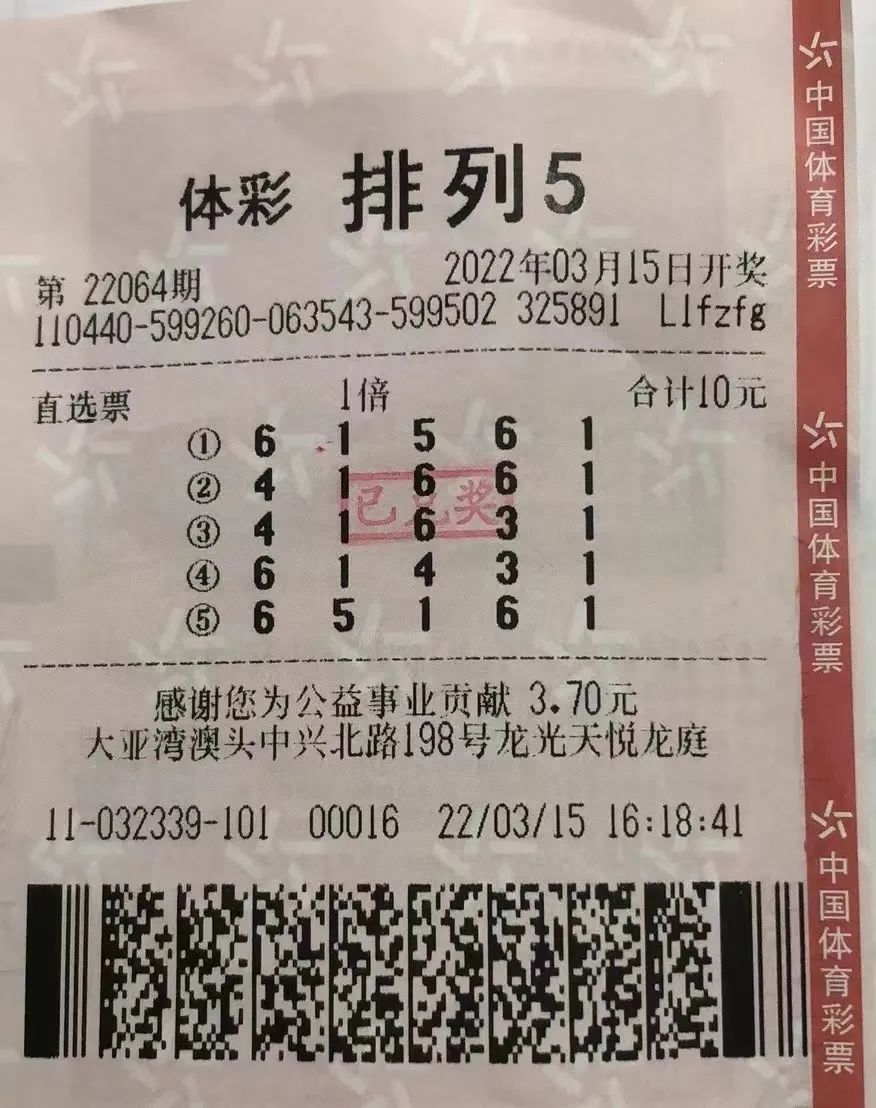 体彩 排列5
第 22064期 2022年03月15日开奖
110440-599260-063543-599502 325891 L1fzfg
直选票 1倍 合计10元
① 6 1 5 6 1
② 4 1 6 6 1
③ 4 1 6 3 1
④ 6 1 4 3 1
⑤ 6 5 1 6 1
已兑奖
感谢您为公益事业贡献 3.70元
大亚湾澳头中兴北路198号龙光天悦龙庭
11-032339-101 00016 22/03/15 16:18:41
中国体育彩票
中国体育彩票
中国体育彩票